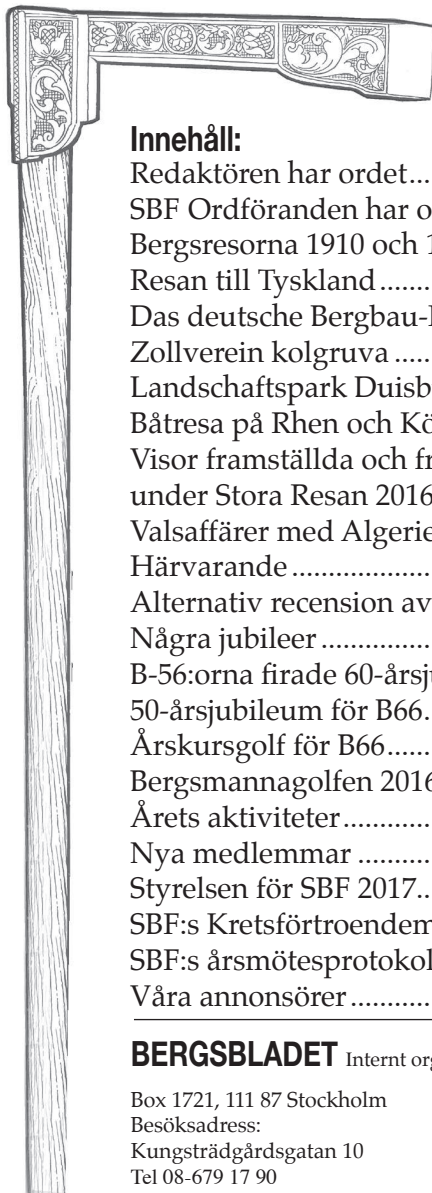 Innehåll:
Redaktören har ordet...
SBF Ordföranden har o
Bergsresorna 1910 och 1
Resan till Tyskland.......
Das deutsche Bergbau-
Zollverein kolgruva .....
Landschaftspark Duisb
Båtresa på Rhen och Kö
Visor framställda och fr
under Stora Resan 2016
Valsaffärer med Algerie
Härvarande...................
Alternativ recension av
Några jubileer...............
B-56:orna firade 60-årsju
50-årsjubileum för B66.
Årskursgolf för B66......
Bergsmannagolfen 2016
Årets aktiviteter............
Nya medlemmar ..........
Styrelsen för SBF 2017..
SBF:s Kretsförtroendem
SBF:s årsmötesprotokol
Våra annonsörer...........
BERGSBLADET Internt org
Box 1721, 111 87 Stockholm
Besöksadress:
Kungsträdgårdsgatan 10
Tel 08-679 17 90